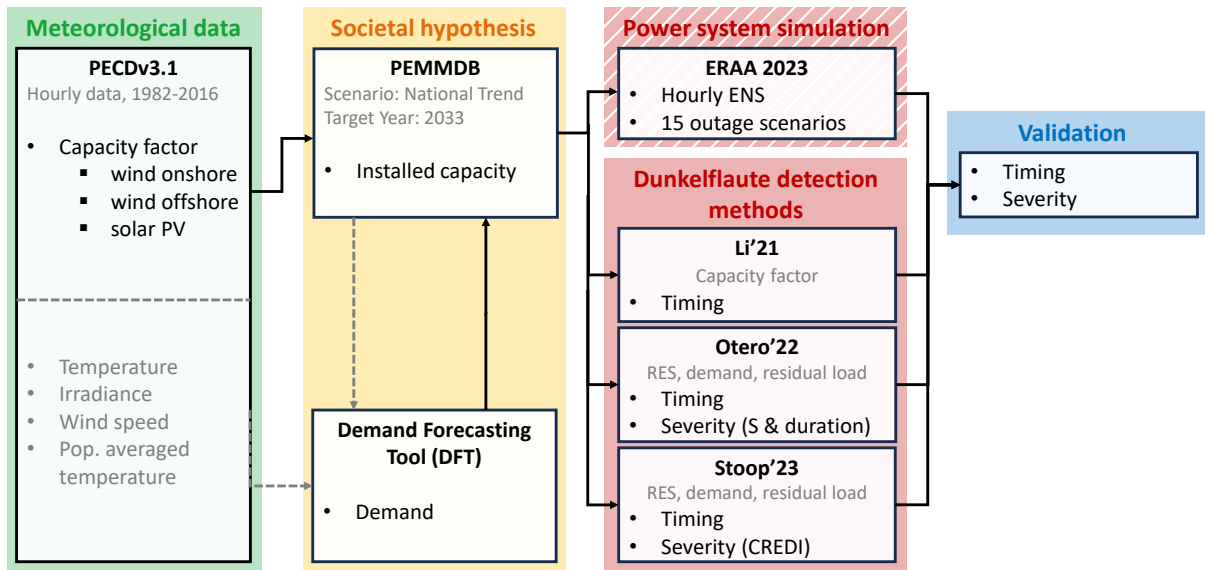 Meteorological data
PECDv3.1
Hourly data, 1982-2016
• Capacity factor
▪ wind onshore
▪ wind offshore
▪ solar PV
• Temperature
• Irradiance
• Wind speed
• Pop. averaged
temperature
Societal hypothesis
PEMMDB
Scenario: National Trend
Target Year: 2033
• Installed capacity
Demand Forecasting
Tool (DFT)
• Demand
Power system simulation
ERAA 2023
• Hourly ENS
• 15 outage scenarios
Dunkelflaute detection
methods
Li’21
Capacity factor
• Timing
Otero’22
RES, demand, residual load
• Timing
• Severity (S & duration)
Stoop’23
RES, demand, residual load
• Timing
• Severity (CREDI)
Validation
• Timing
• Severity